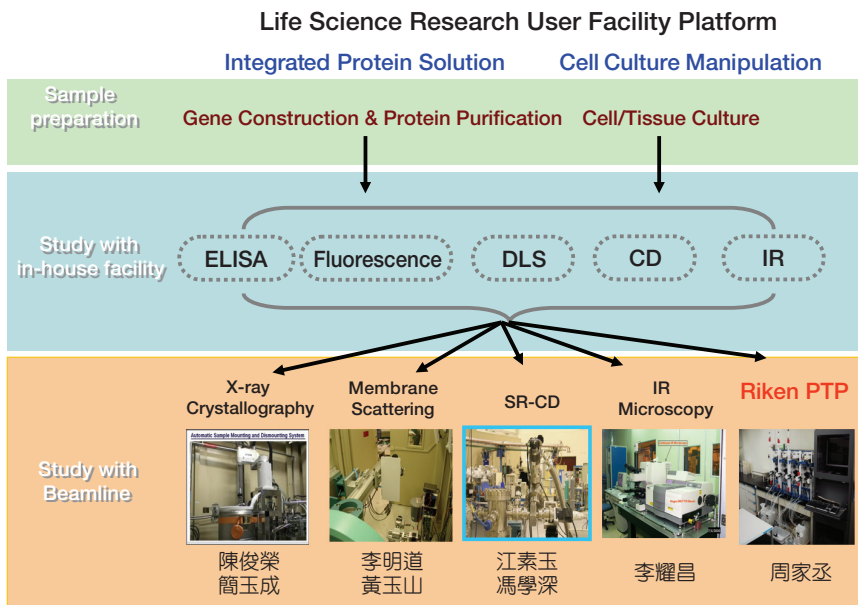 Life Science Research User Facility Platform
Integrated Protein Solution
Cell Culture Manipulation
Sample
preparation
Gene Construction & Protein Purification
Cell/Tissue Culture
Study with
in-house facility
ELISA
Fluorescence
DLS
CD
IR
X-ray
Crystallography
Membrane
Scattering
SR-CD
IR
Microscopy
Riken PTP
Study with
Beamline
Automatic Sample Mounting and Dismounting System
陳俊榮
簡玉成
李明道
黃玉山
江素玉
馮學深
李耀昌
周家丞